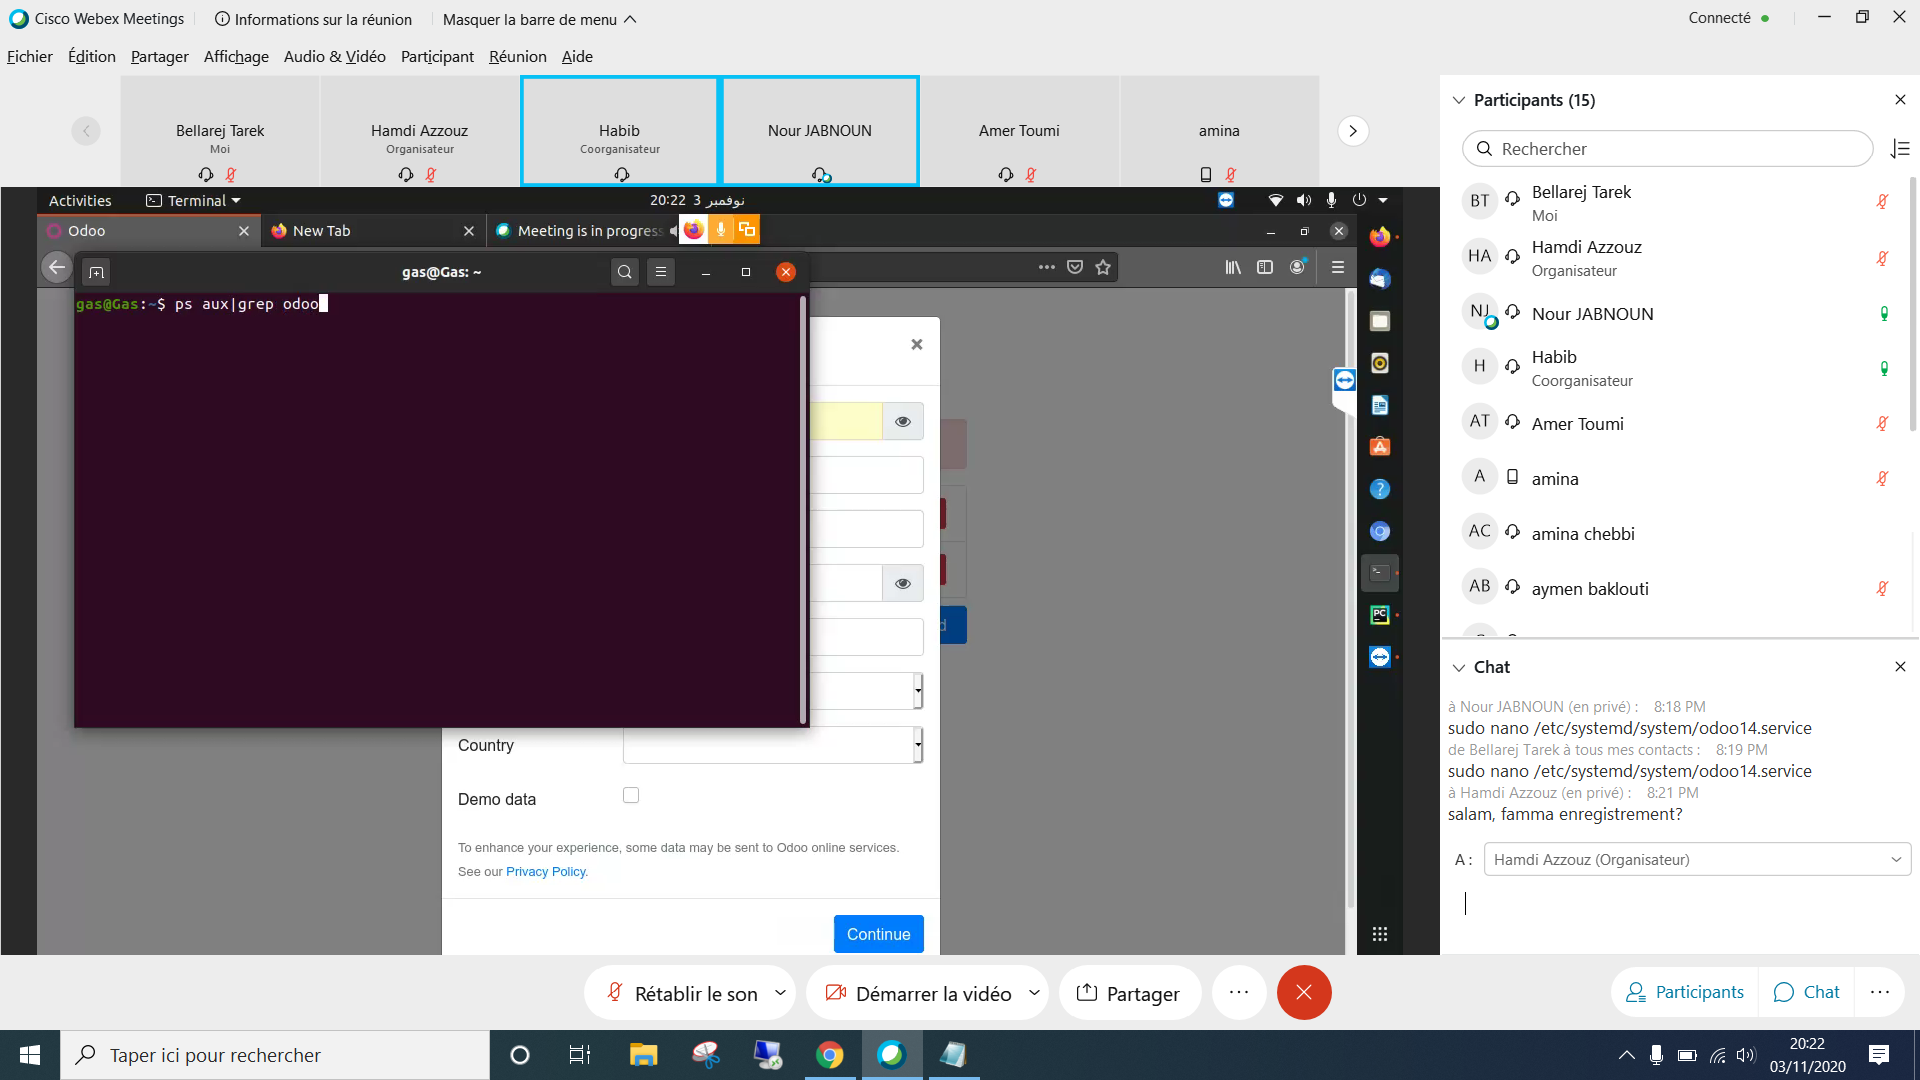 Cisco Webex Meetings
Informations sur la réunion
Masquer la barre de menu
Connecté
Fichier Édition Partager Affichage Audio & Vidéo Participant Réunion Aide
Bellarej Tarek
Moi
Hamdi Azzouz
Organisateur
Habib
Coorganisateur
Nour JABNOUN
Amer Toumi
amina
Activities
Terminal
20:22 3 نوفمبر
Odoo
New Tab
Meeting is in progress
gas@Gas: ~
gas@Gas:~$ ps aux|grep odoo
Country
Demo data
To enhance your experience, some data may be sent to Odoo online services.
See our Privacy Policy.
Continue
d
PC
Participants (15)
Rechercher
BT Bellarej Tarek
Moi
HA Hamdi Azzouz
Organisateur
NJ Nour JABNOUN
H Habib
Coorganisateur
AT Amer Toumi
A amina
AC amina chebbi
AB aymen baklouti
Chat
à Nour JABNOUN (en privé) : 8:18 PM
sudo nano /etc/systemd/system/odoo14.service
de Bellarej Tarek à tous mes contacts : 8:19 PM
sudo nano /etc/systemd/system/odoo14.service
à Hamdi Azzouz (en privé) : 8:21 PM
salam, famma enregistrement?
A : Hamdi Azzouz (Organisateur)
Rétablir le son
Démarrer la vidéo
Partager
Participants
Chat
Taper ici pour rechercher
20:22
03/11/2020